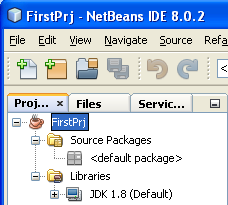 FirstPrj - NetBeans IDE 8.0.2
File Edit View Navigate Source
Proj... × Files Servic...
FirstPrj
Source Packages
<default package>
Libraries
JDK 1.8 (Default)